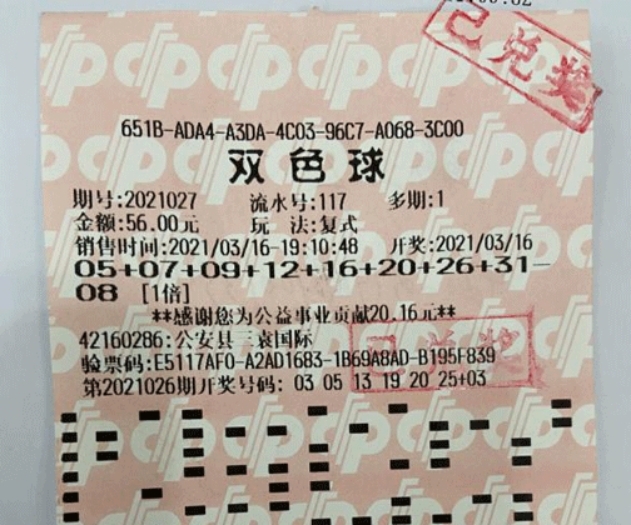 已兑奖
651B-ADA4-A3DA-4C03-96C7-A068-3C00
双色球
期号:2021027 流水号:117 多期:1
金额:56.00元 玩 法:复式
销售时间:2021/03/16-19:10:48 开奖:2021/03/16
05+07+09+12+16+20+26+31-
08 [1倍]
**感谢您为公益事业贡献20.16元**
42160286:公安县三袁国际
验票码:E5117AF0-A2AD1683-1B69A8AD-B195F839
已兑奖
第2021026期开奖号码: 03 05 13 19 20 25+03